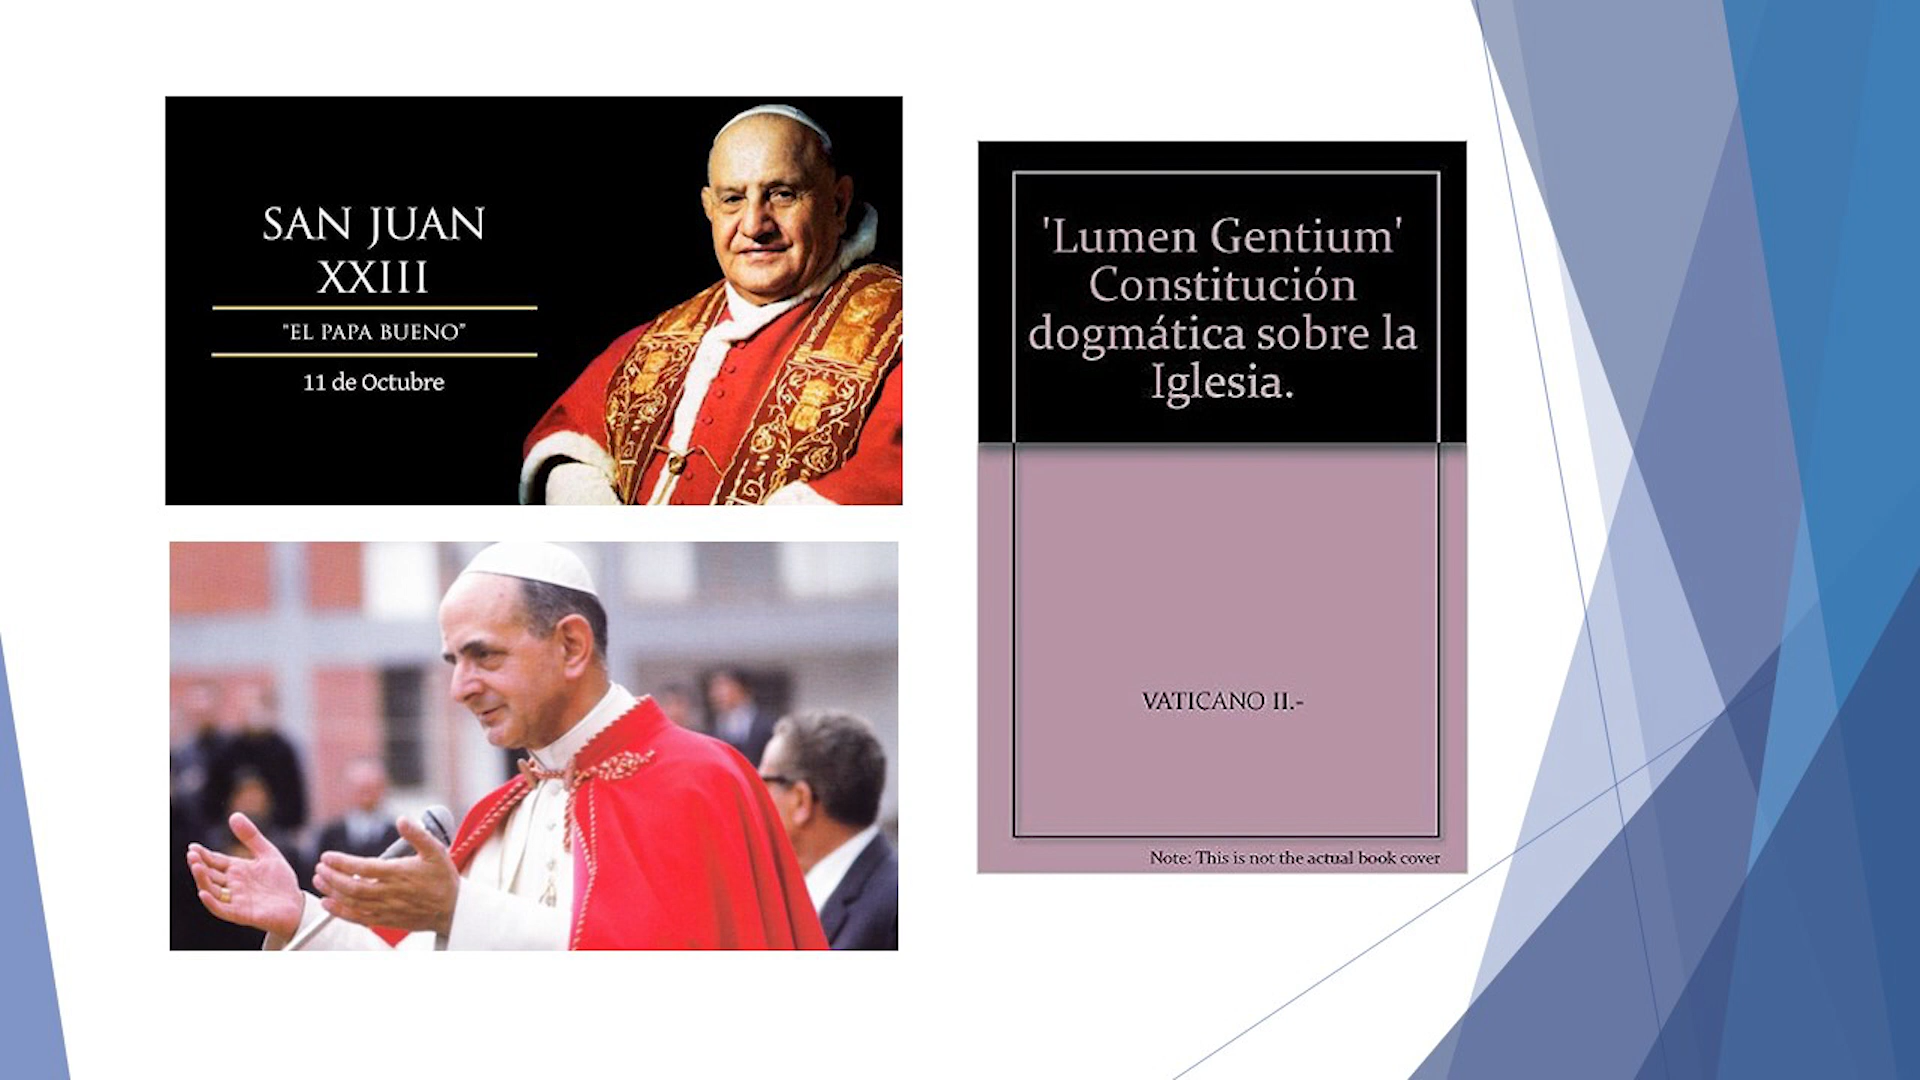 SAN JUAN
XXIII
"EL PAPA BUENO"
11 de Octubre
'Lumen Gentium'
Constitución
dogmática sobre la
Iglesia.
VATICANO II.-
Note: This is not the actual book cover